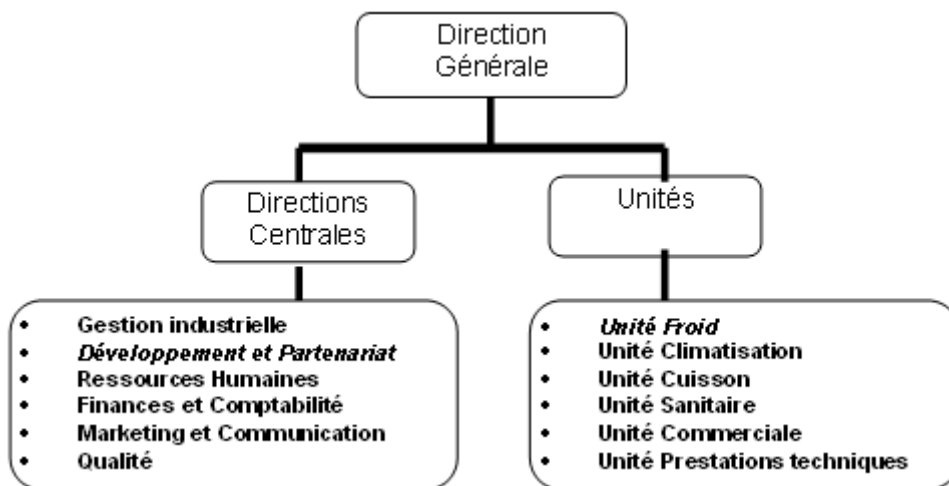 Direction
Générale
Directions
Centrales
Unités
• Gestion industrielle
• Développement et Partenariat
• Ressources Humaines
• Finances et Comptabilité
• Marketing et Communication
• Qualité
• Unité Froid
• Unité Climatisation
• Unité Cuisson
• Unité Sanitaire
• Unité Commerciale
• Unité Prestations techniques